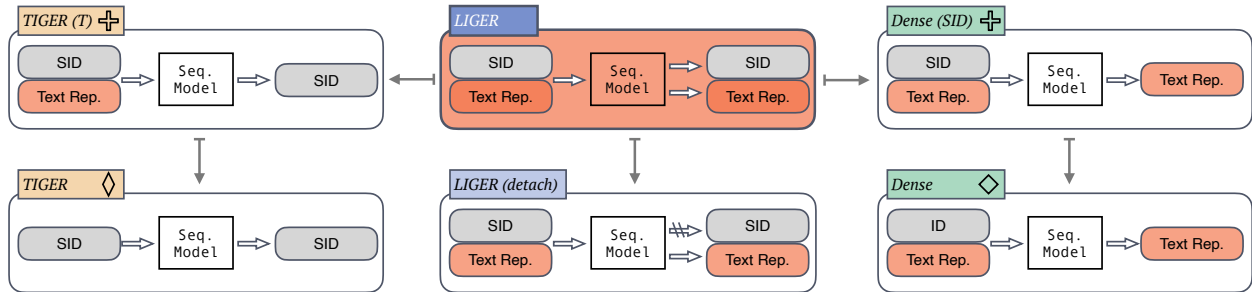 TIGER (T)
SID
Text Rep.
Seq.
Model
SID
LIGER
SID
Text Rep.
Seq.
Model
SID
Text Rep.
Dense (SID)
SID
Text Rep.
Seq.
Model
Text Rep.
TIGER
SID
Seq.
Model
SID
LIGER (detach)
SID
Text Rep.
Seq.
Model
SID
Text Rep.
Dense
ID
Text Rep.
Seq.
Model
Text Rep.